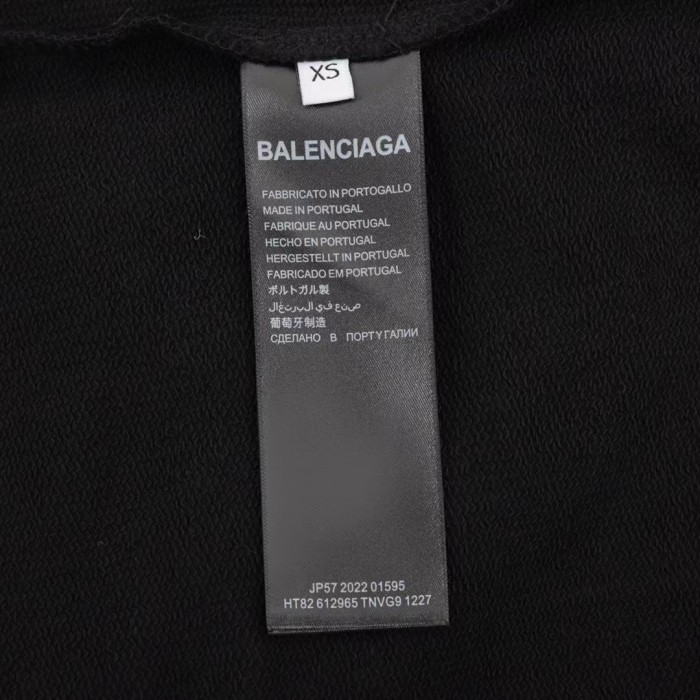 XS
BALENCIAGA
FABBRICATO IN PORTOGALLO
MADE IN PORTUGAL
FABRIQUE AU PORTUGAL
HECHO EN PORTUGAL
HERGESTELLT IN PORTUGAL
FABRICADO EM PORTUGAL
ポルトガル製
صنع في البرتغال
葡萄牙制造
СДЕЛАНО В ПОРТУГАЛИИ
JP57 2022 01595
HT82 612965 TNVG9 1227